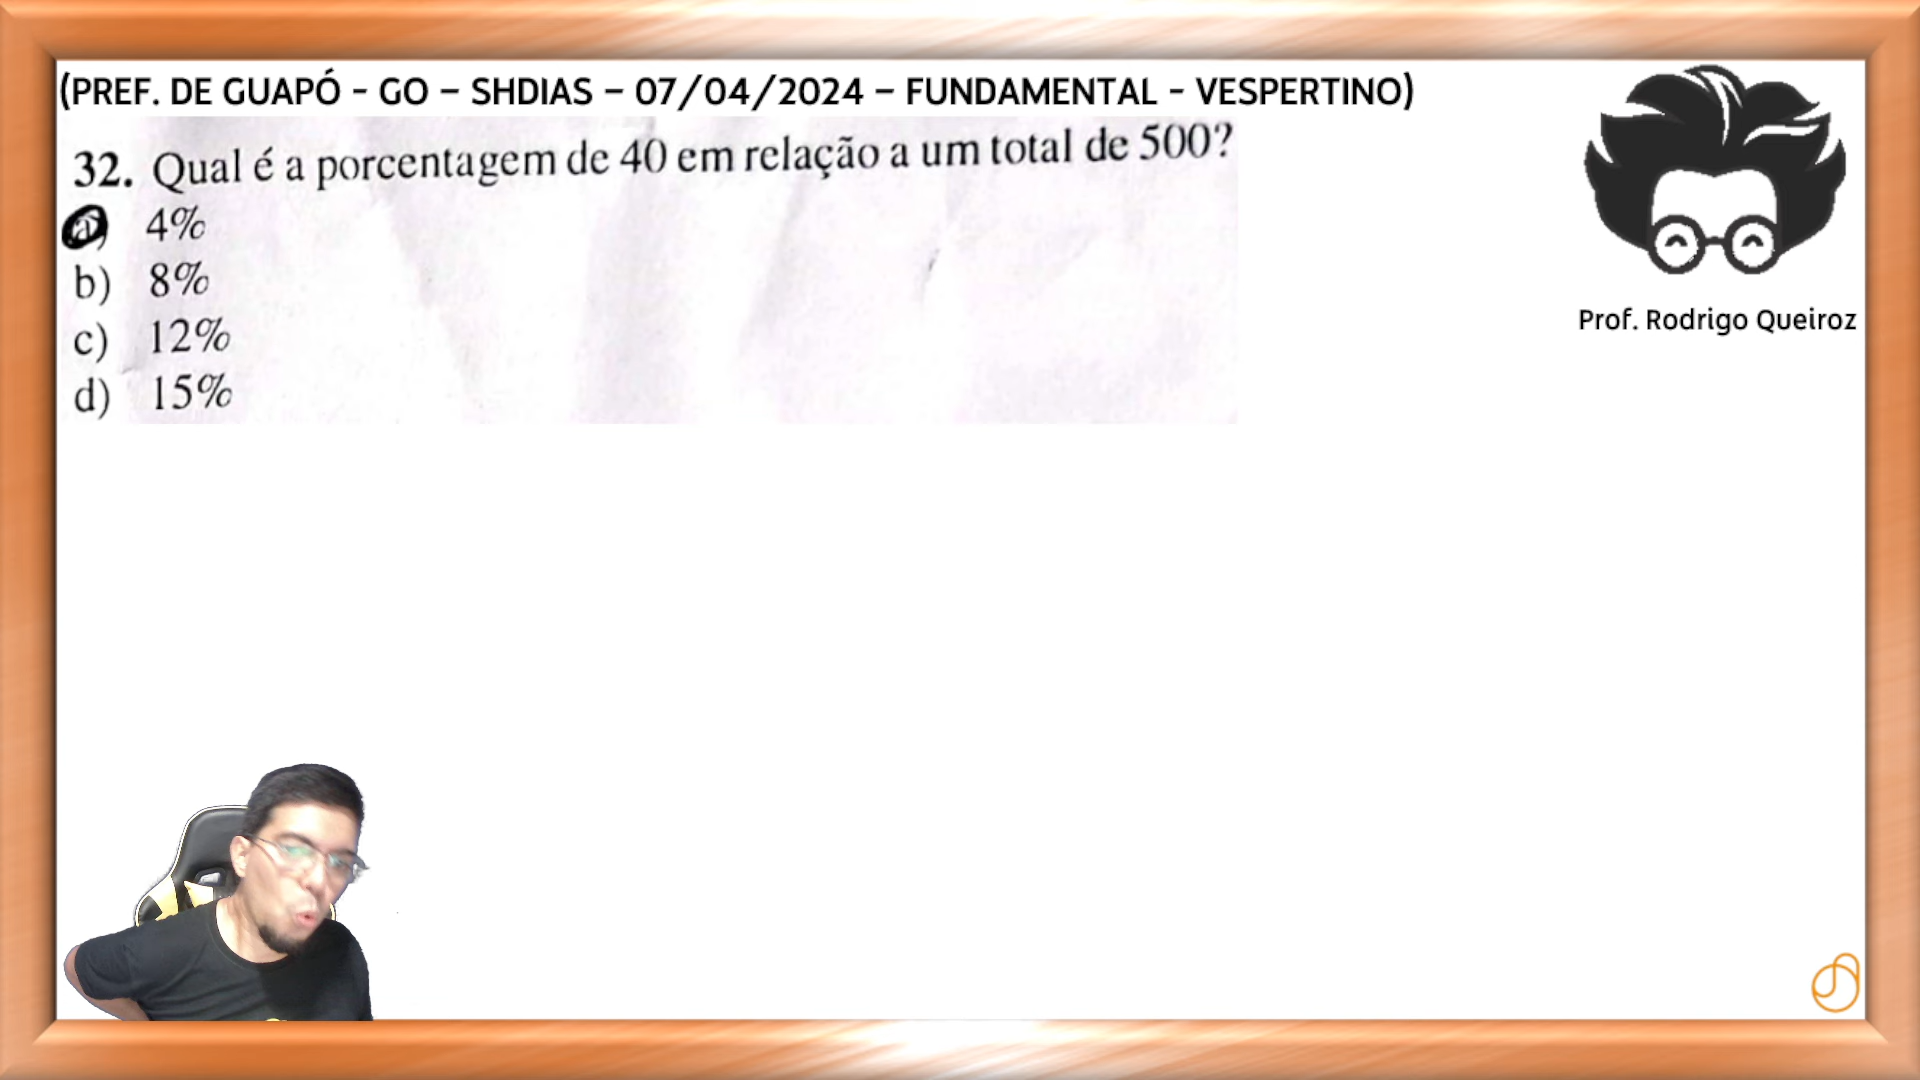 (PREF. DE GUAPÓ - GO – SHDIAS – 07/04/2024 – FUNDAMENTAL - VESPERTINO)
32. Qual é a porcentagem de 40 em relação a um total de 500?
a) 4%
b) 8%
c) 12%
d) 15%
Prof. Rodrigo Queiroz